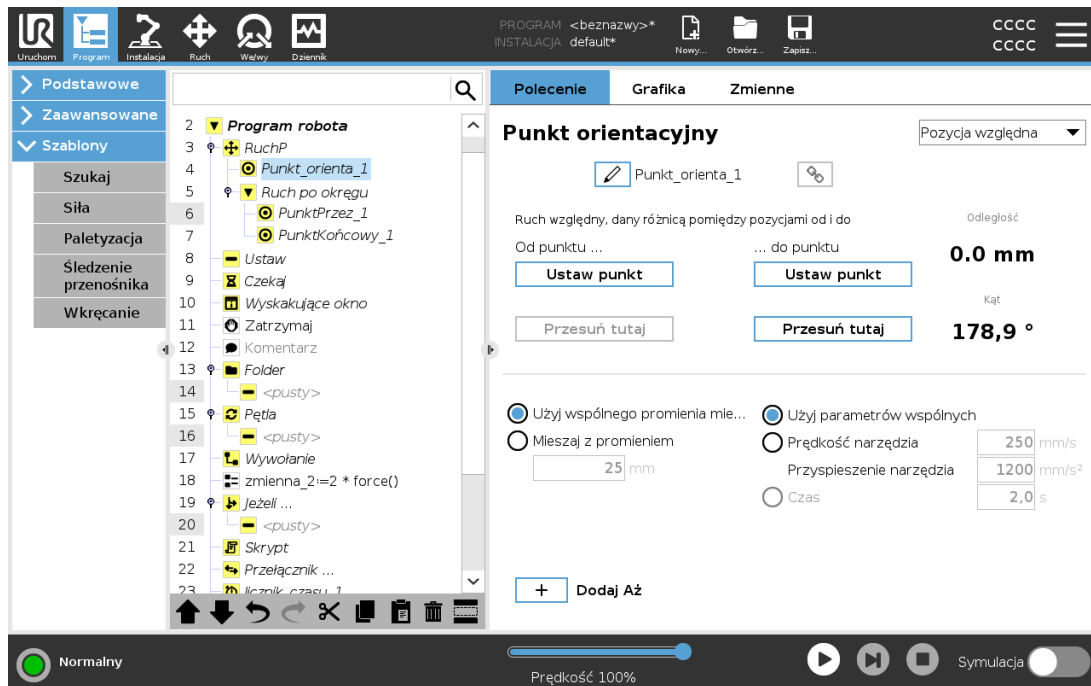 PROGRAM <beznazwy>*
INSTALACJA default*
CCCC
CCCC
Uruchom Program Instalacja Ruch We/wy Dziennik Nowy... Otwórz... Zapisz...
Podstawowe
Zaawansowane
Szablony
Szukaj
Siła
Paletyzacja
Śledzenie
przenośnika
Wkręcanie
2 Program robota
3 RuchP
4 Punkt_orienta_1
5 Ruch po okręgu
6 PunktPrzez_1
7 PunktKońcowy_1
8 Ustaw
9 Czekaj
10 Wyskakujące okno
11 Zatrzymaj
12 Komentarz
13 Folder
14 <pusty>
15 Pętla
16 <pusty>
17 Wywołanie
18 zmienna_2:=2 * force()
19 Jeżeli ...
20 <pusty>
21 Skrypt
22 Przełącznik ...
23 licznik_czasu_1
Polecenie Grafika Zmienne
Punkt orientacyjny
Pozycja względna
Punkt_orienta_1
Ruch względny, dany różnicą pomiędzy pozycjami od i do
Odległość
Od punktu ... ... do punktu
0.0 mm
Ustaw punkt Ustaw punkt
Kąt
Przesuń tutaj Przesuń tutaj
178,9 °
Użyj wspólnego promienia mie... Użyj parametrów wspólnych
Mieszaj z promieniem Prędkość narzędzia 250 mm/s
25 mm Przyspieszenie narzędzia 1200 mm/s²
Czas 2,0 s
+ Dodaj Aż
Normalny
Prędkość 100%
Symulacja